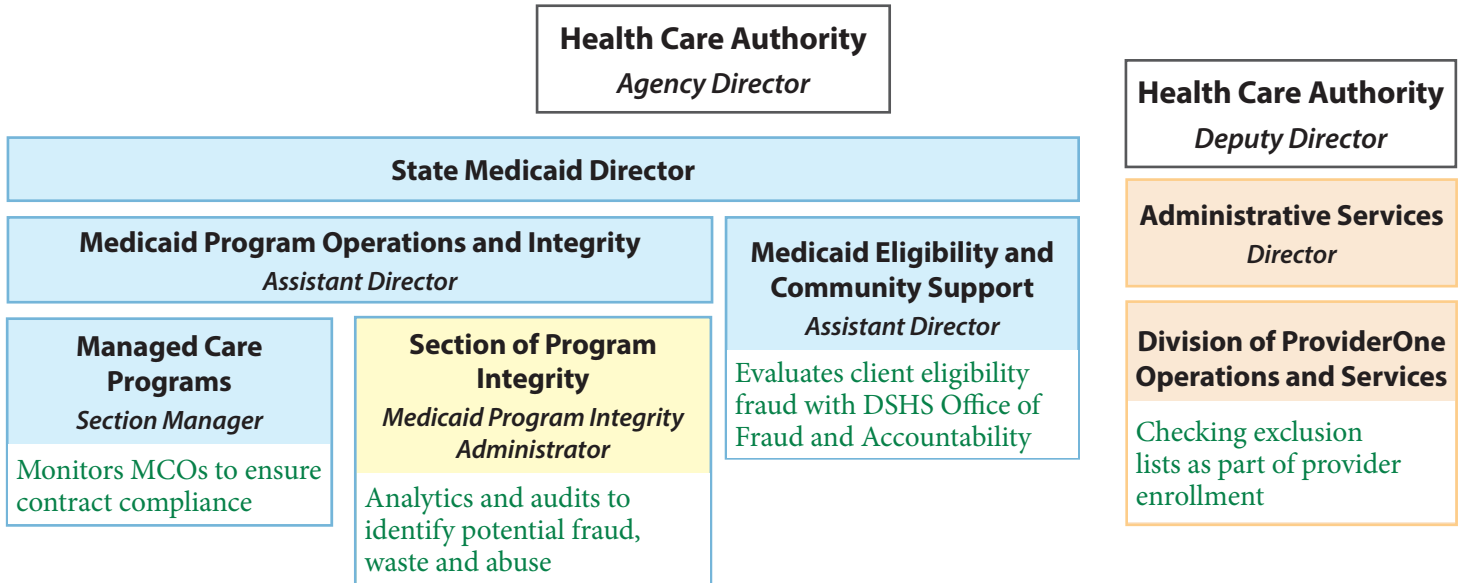 Health Care Authority
Agency Director
State Medicaid Director
Medicaid Program Operations and Integrity
Assistant Director
Managed Care
Programs
Section Manager
Monitors MCOs to ensure
contract compliance
Section of Program
Integrity
Medicaid Program Integrity
Administrator
Analytics and audits to
identify potential fraud,
waste and abuse
Medicaid Eligibility and
Community Support
Assistant Director
Evaluates client eligibility
fraud with DSHS Office of
Fraud and Accountability
Health Care Authority
Deputy Director
Administrative Services
Director
Division of ProviderOne
Operations and Services
Checking exclusion
lists as part of provider
enrollment